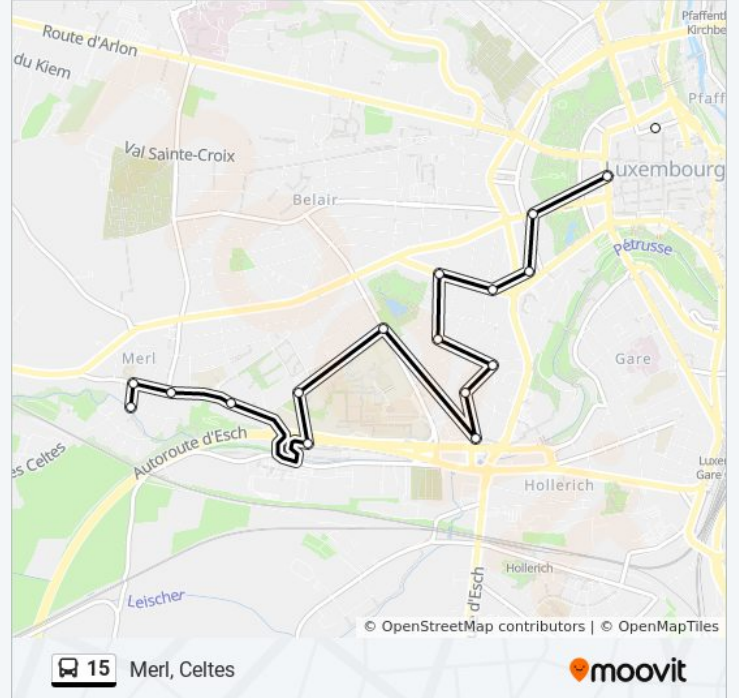 Pfaffent
Kirchbe
Route d'Arlon
du Kiem
Pfaff
Val Sainte-Croix
Luxembourg
Belair
Pétrusse
Merl
Gare
Autoroute d'Esch
es Celtes
Luxe
Gare
Hollerich
Hollerich
Leischer
d'Esch
© OpenStreetMap contributors | © OpenMapTiles
15 Merl, Celtes
moovit